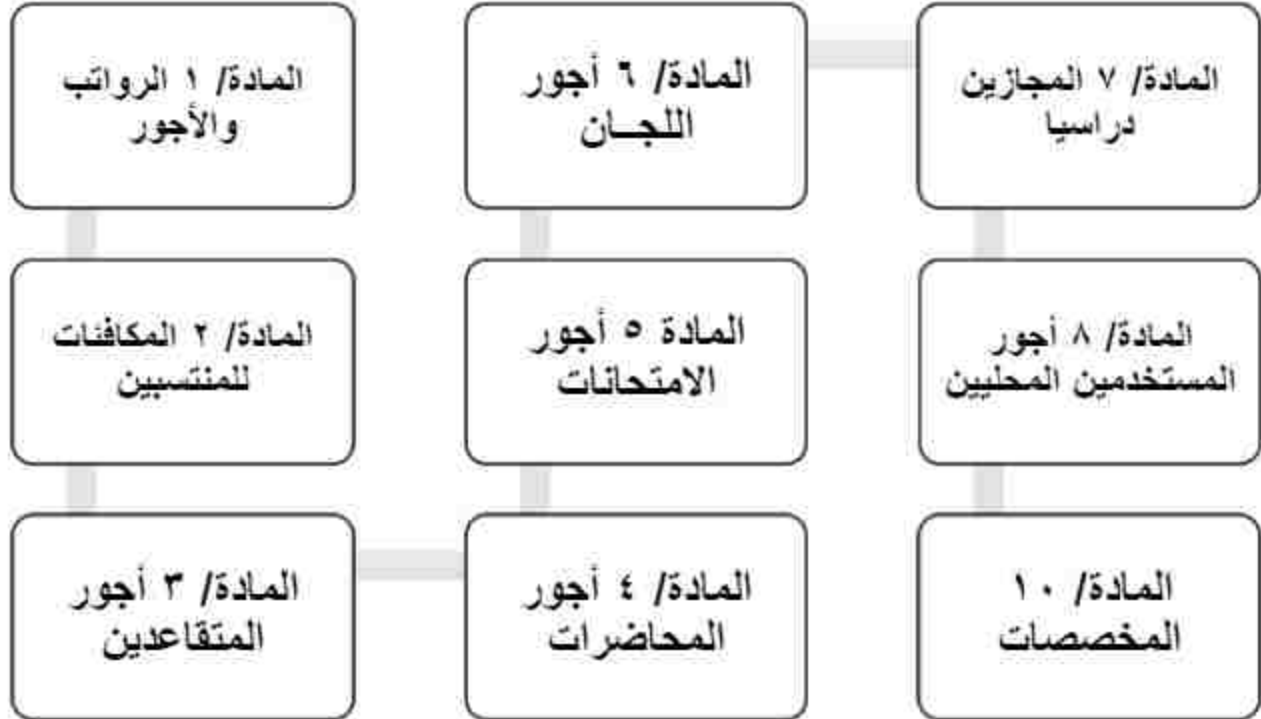 المادة/ ١ الرواتب
والأجور
المادة/ ٢ المكافئات
للمنتسبين
المادة/ ٣ أجور
المتقاعدين
المادة/ ٤ أجور
المحاضرات
المادة ٥ أجور
الامتحانات
المادة/ ٦ أجور
اللجــان
المادة/ ٧ المجازين
دراسيا
المادة/ ٨ أجور
المستخدمين المحليين
المادة/ ١٠
المخصصات